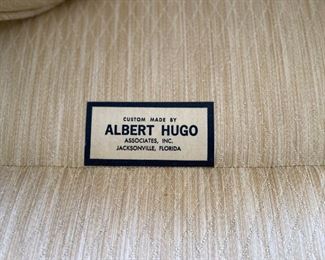 CUSTOM MADE BY
ALBERT HUGO
ASSOCIATES, INC.
JACKSONVILLE, FLORIDA